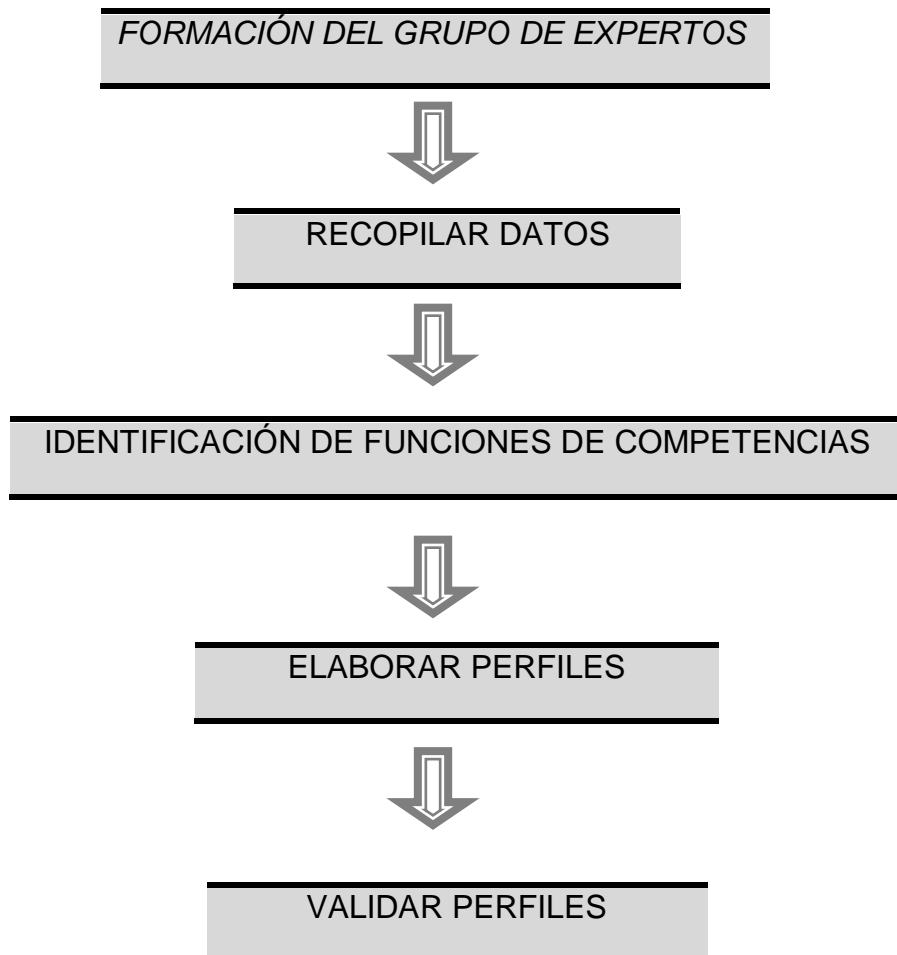 FORMACIÓN DEL GRUPO DE EXPERTOS
RECOPILAR DATOS
IDENTIFICACIÓN DE FUNCIONES DE COMPETENCIAS
ELABORAR PERFILES
VALIDAR PERFILES